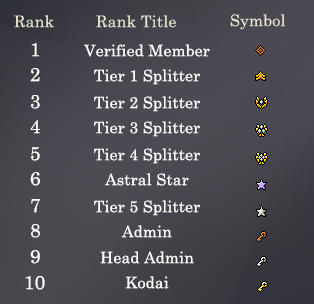 Rank Rank Title Symbol
1 Verified Member
2 Tier 1 Splitter
3 Tier 2 Splitter
4 Tier 3 Splitter
5 Tier 4 Splitter
6 Astral Star
7 Tier 5 Splitter
8 Admin
9 Head Admin
10 Kodai